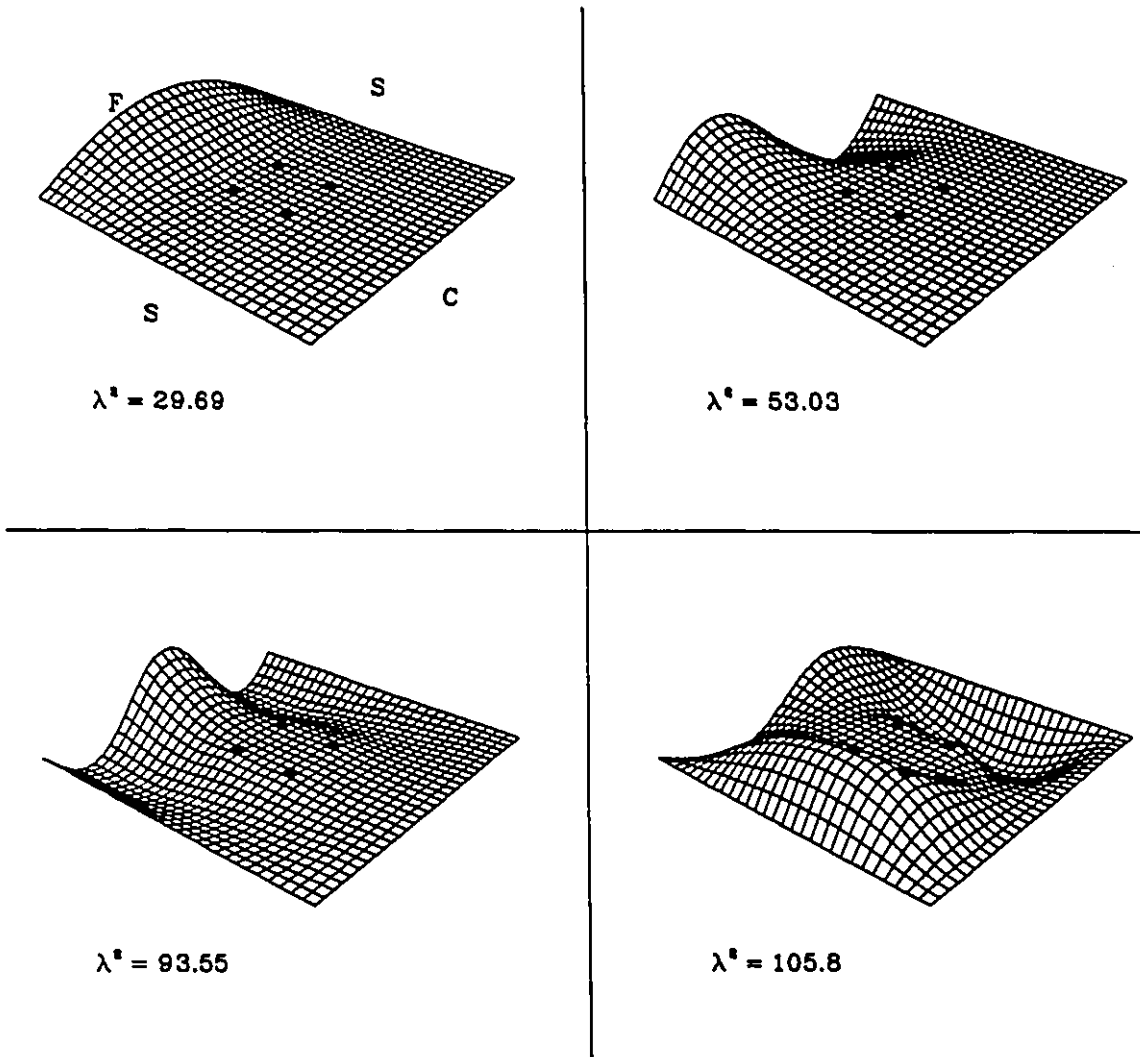 F
S
S
C
λ² = 29.69
λ² = 53.03
λ² = 93.55
λ² = 105.8